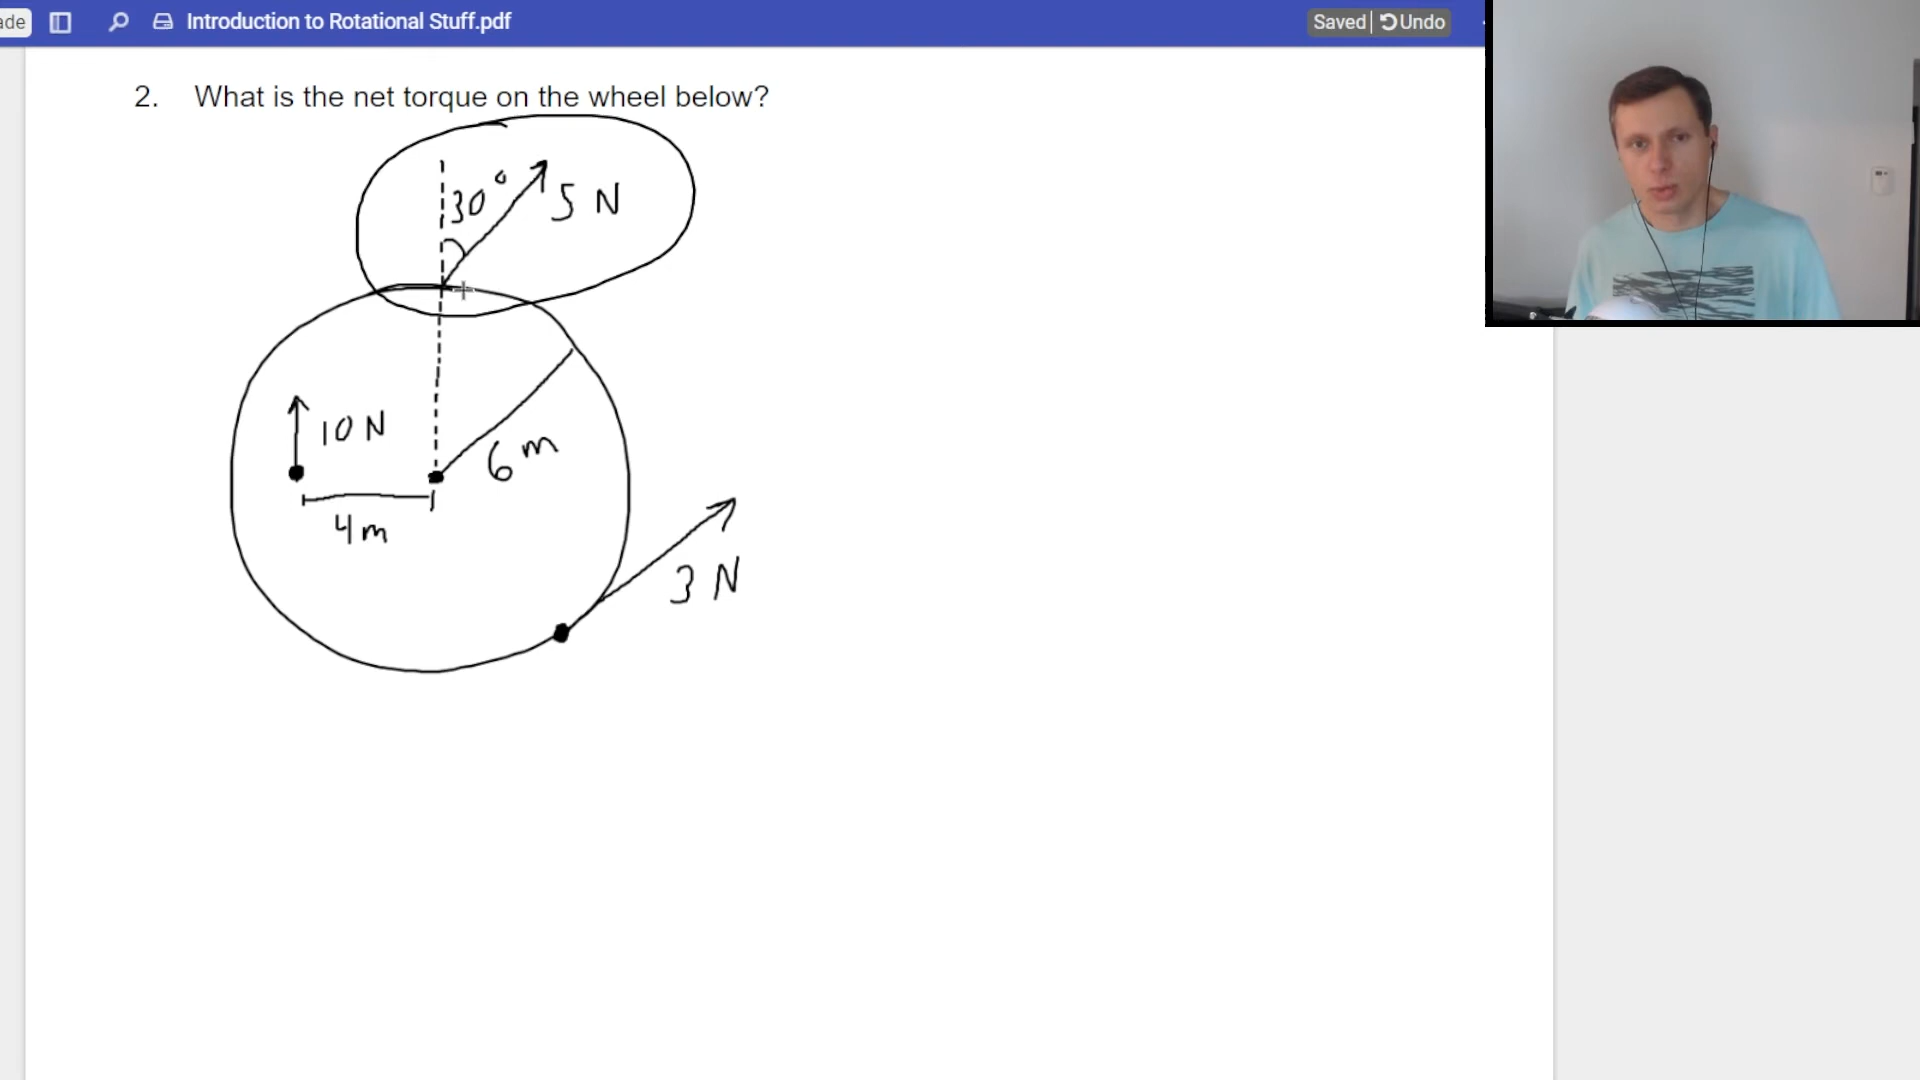 ade Introduction to Rotational Stuff.pdf Saved Undo
2. What is the net torque on the wheel below?
30° 5 N
10 N
6 m
4m
3 N